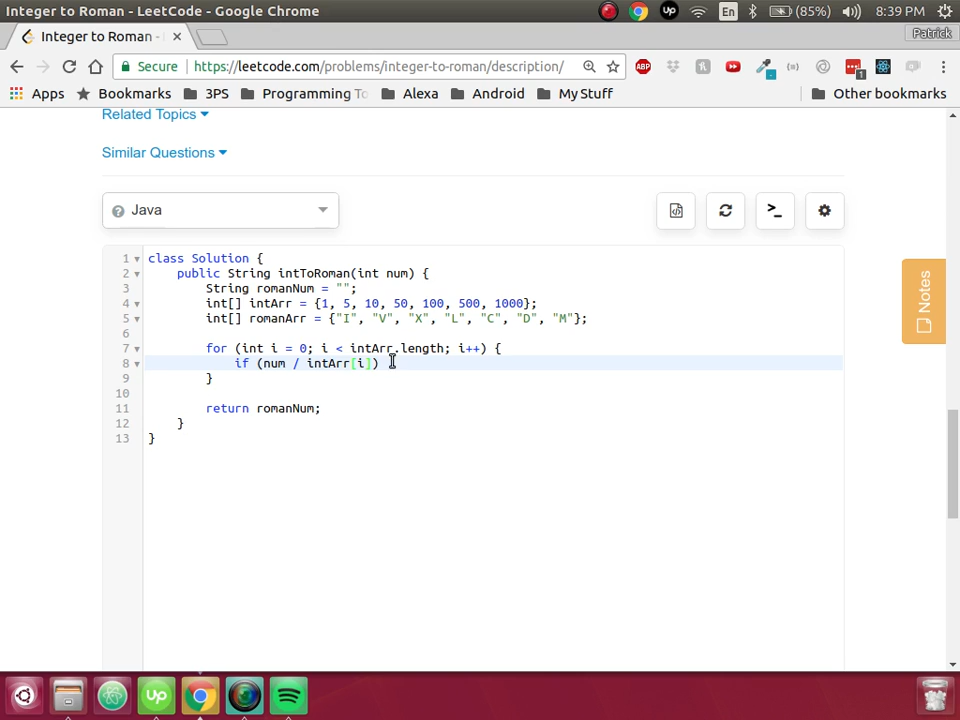 Integer to Roman - LeetCode - Google Chrome
Up
En
(85%)
8:39 PM
Integer to Roman -
Patrick
Secure
https://leetcode.com/problems/integer-to-roman/description/
ABP
1
Apps
Bookmarks
3PS
Programming To
Alexa
Android
My Stuff
Other bookmarks
Related Topics
Similar Questions
? Java
>_
1 class Solution {
2 public String intToRoman(int num) {
3 String romanNum = "";
4 int[] intArr = {1, 5, 10, 50, 100, 500, 1000};
5 int[] romanArr = {"I", "V", "X", "L", "C", "D", "M"};
6
7 for (int i = 0; i < intArr.length; i++) {
8 if (num / intArr[i])
9 }
10
11 return romanNum;
12 }
13 }
Notes
Up